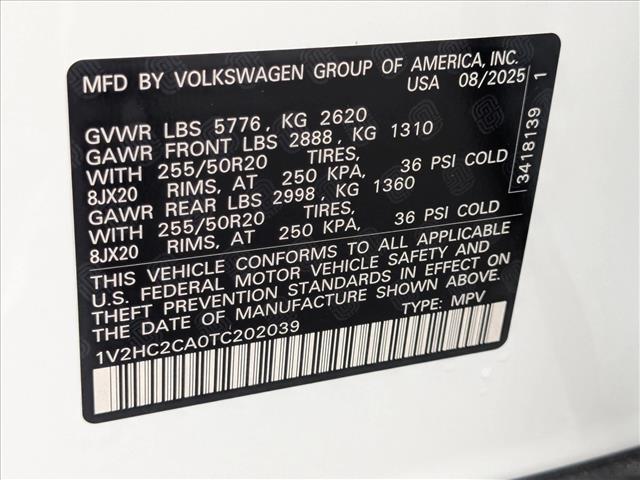 MFD BY VOLKSWAGEN GROUP OF AMERICA, INC.
USA 08/2025
GVWR LBS 5776, KG 2620
GAWR FRONT LBS 2888, KG 1310
WITH 255/50R20 TIRES,
8JX20 RIMS, AT 250 KPA, 36 PSI COLD
GAWR REAR LBS 2998, KG 1360
WITH 255/50R20 TIRES,
8JX20 RIMS, AT 250 KPA, 36 PSI COLD
THIS VEHICLE CONFORMS TO ALL APPLICABLE
U.S. FEDERAL MOTOR VEHICLE SAFETY AND
THEFT PREVENTION STANDARDS IN EFFECT ON
THE DATE OF MANUFACTURE SHOWN ABOVE.
1V2HC2CA0TC202039 TYPE: MPV
3418139 1